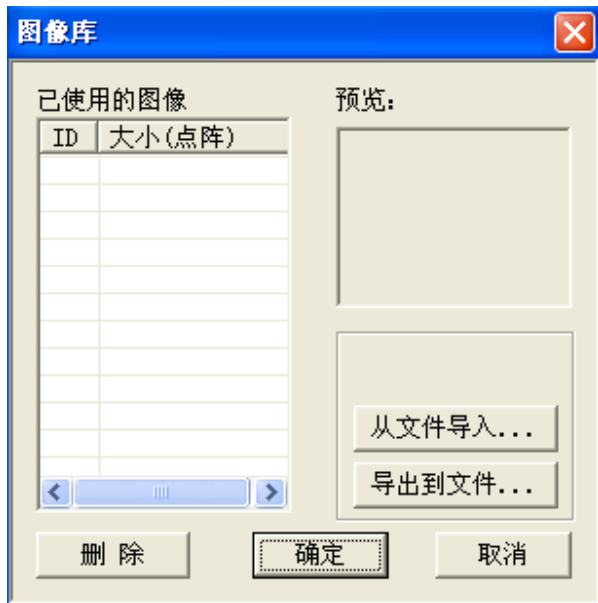 图像库
已使用的图像
预览：
ID 大小(点阵)
从文件导入...
导出到文件...
删 除
确定
取消